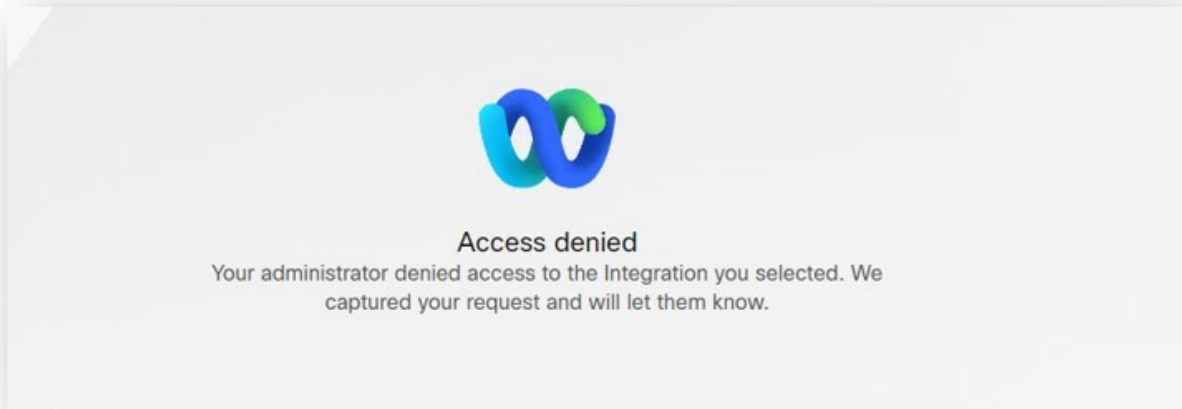 Access denied
Your administrator denied access to the Integration you selected. We
captured your request and will let them know.